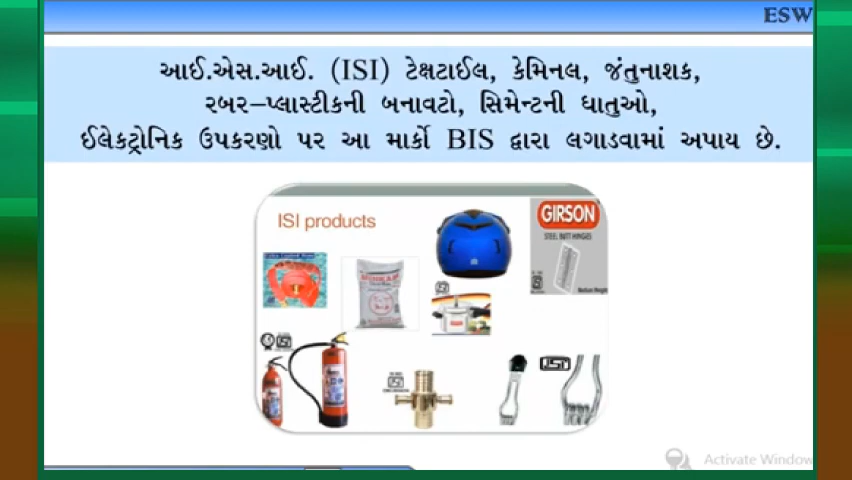 ESW
આઈ.એસ.આઈ. (ISI) ટેક્ષટાઈલ, કેમિનલ, જંતુનાશક,
રબર-પ્લાસ્ટીકની બનાવટો, સિમેન્ટની ધાતુઓ,
ઈલેકટ્રોનિક ઉપકરણો પર આ માર્કો BIS દ્વારા લગાડવામાં અપાય છે.
ISI products
GIRSON
STEEL BUTT HINGES
ISI
Activate Window